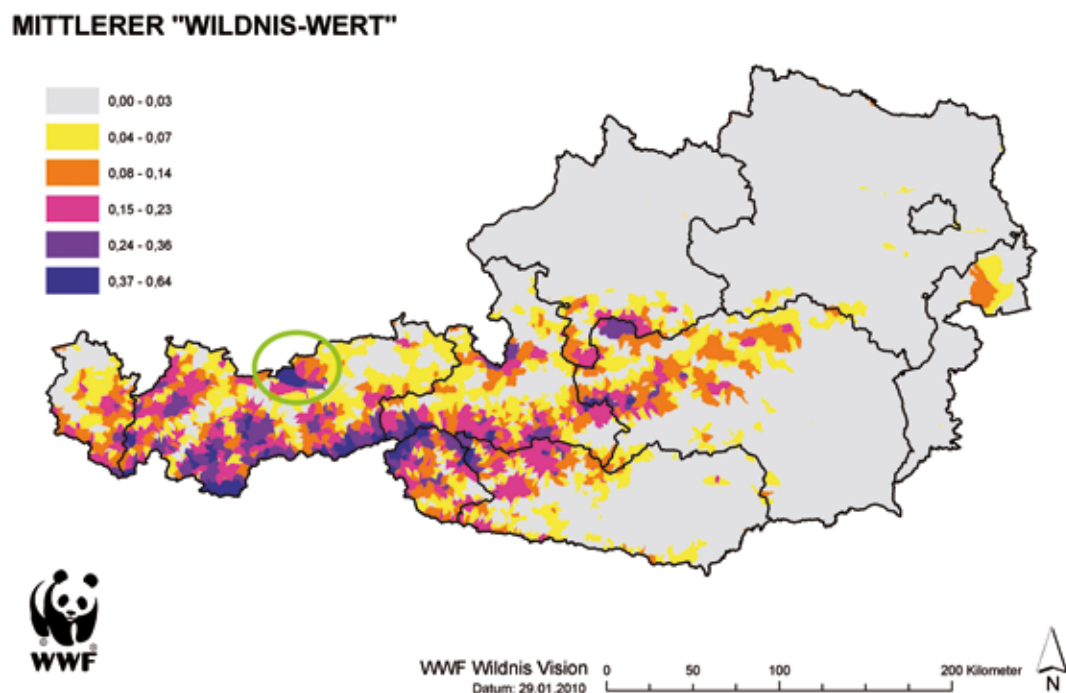 MITTLERER "WILDNIS-WERT"
0,00 - 0,03
0,04 - 0,07
0,08 - 0,14
0,15 - 0,23
0,24 - 0,36
0,37 - 0,64
WWF
WWF Wildnis Vision
Datum: 29.01.2010
0 50 100 200 Kilometer
N